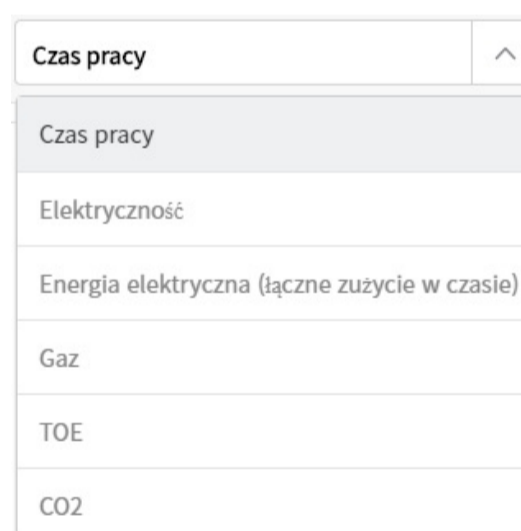 Czas pracy
Czas pracy
Elektryczność
Energia elektryczna (łączne zużycie w czasie)
Gaz
TOE
CO2